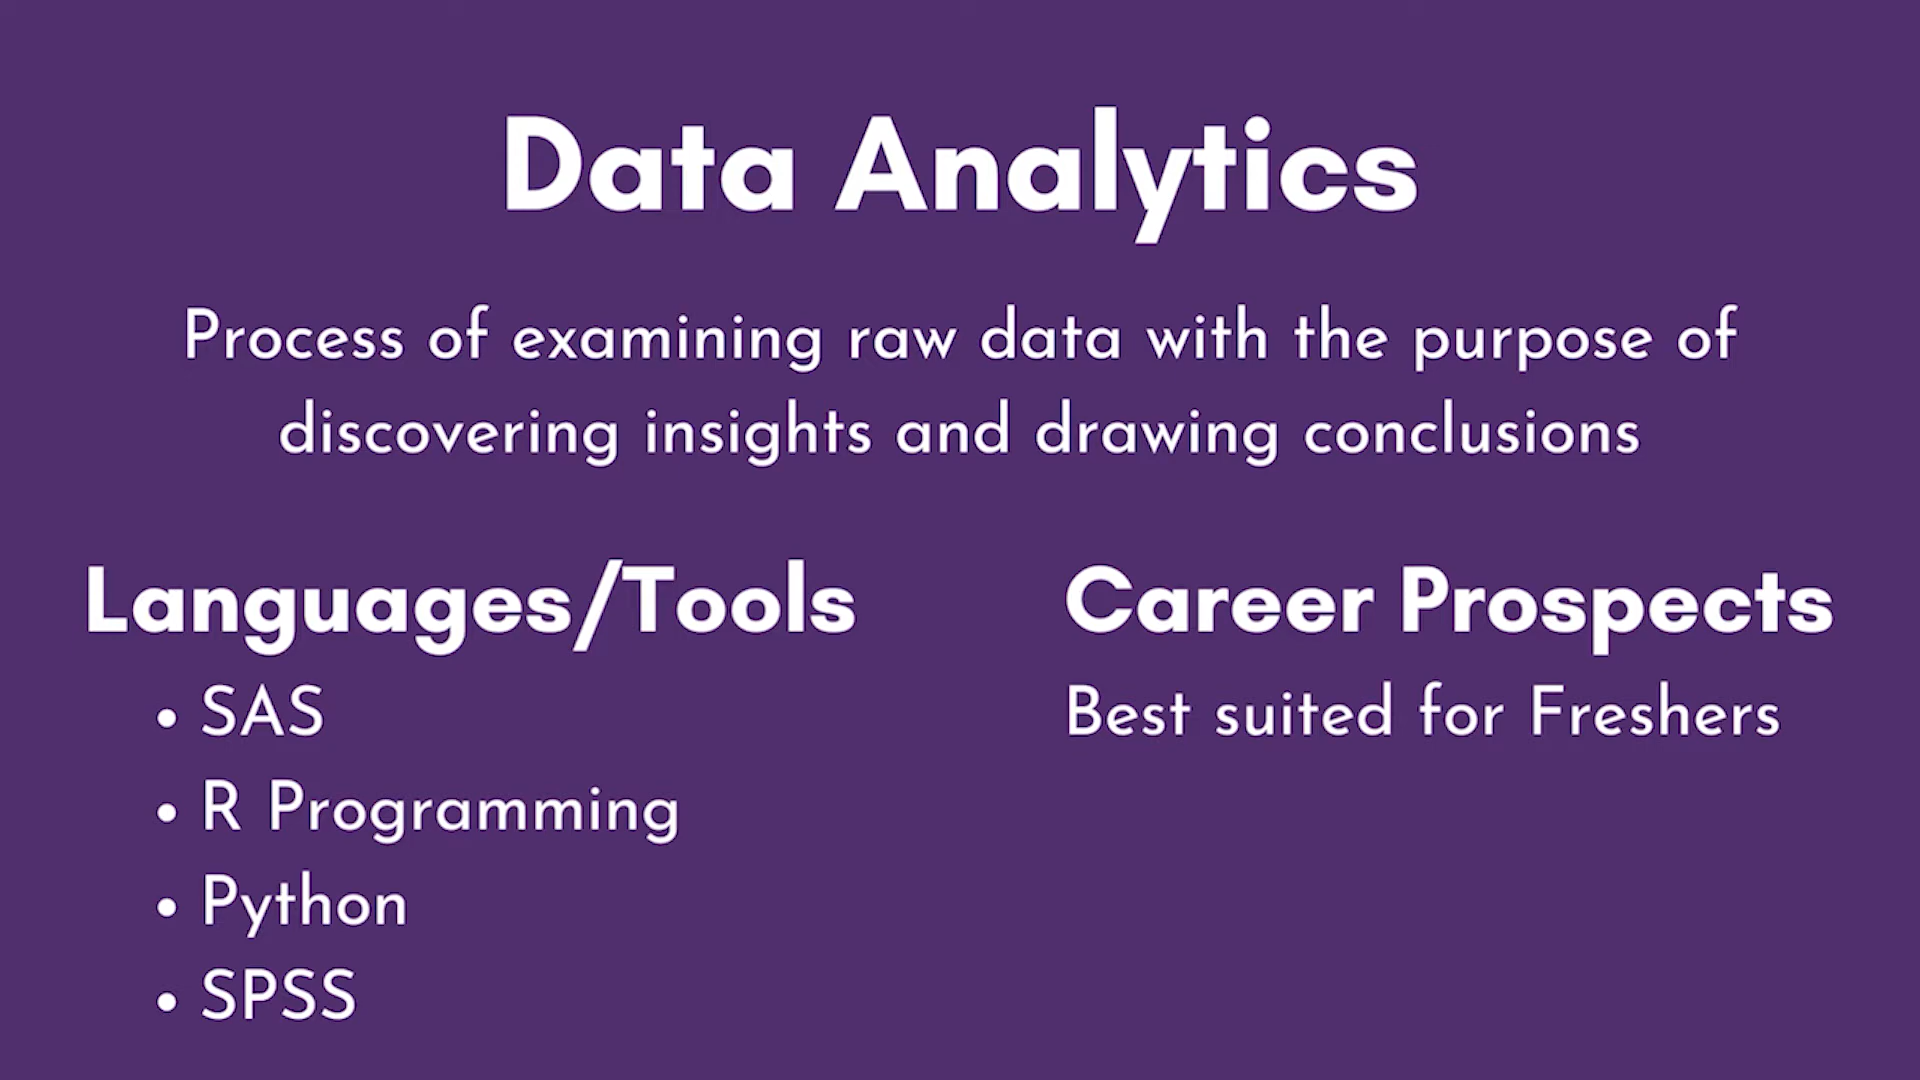 Data Analytics
Process of examining raw data with the purpose of
discovering insights and drawing conclusions
Languages/Tools
• SAS
• R Programming
• Python
• SPSS
Career Prospects
Best suited for Freshers